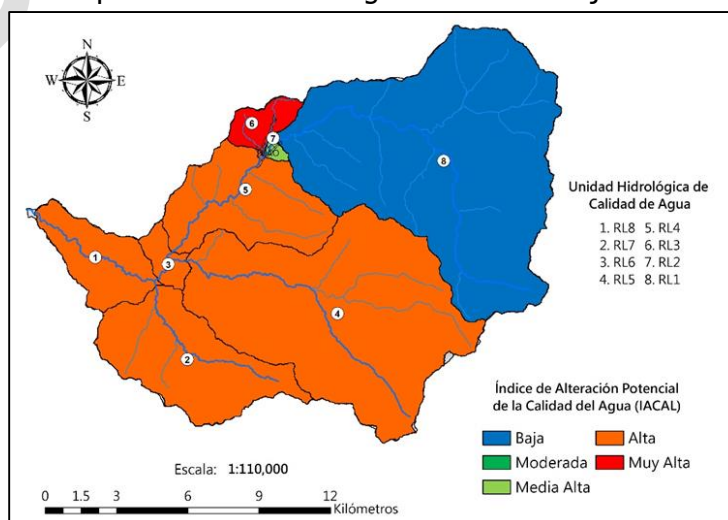 N
W E
S
6
7
8
5
1
3
4
2
Unidad Hidrológica de
Calidad de Agua
1. RL8 5. RL4
2. RL7 6. RL3
3. RL6 7. RL2
4. RL5 8. RL1
Índice de Alteración Potencial
de la Calidad del Agua (IACAL)
Baja Alta
Moderada Muy Alta
Media Alta
Escala: 1:110,000
0 1.5 3 6 9 12
Kilómetros